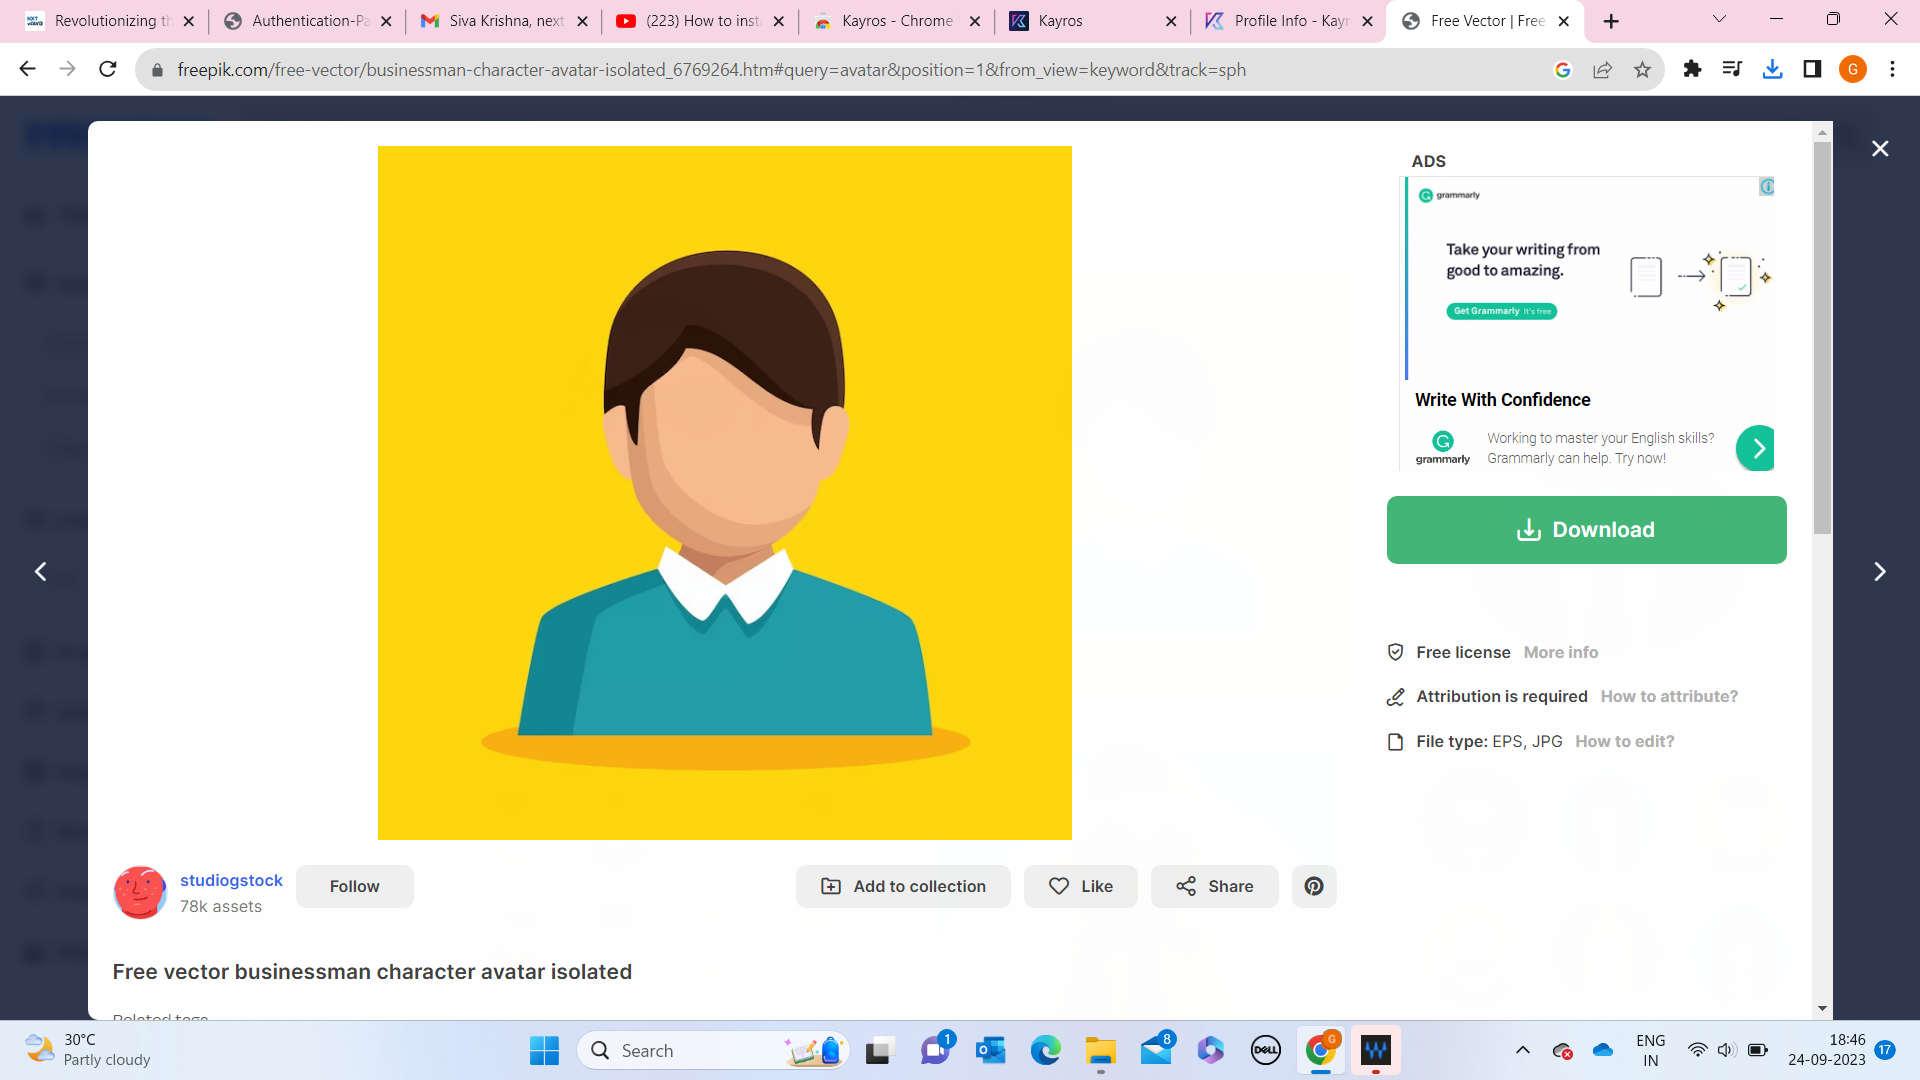 Revolutionizing th
Authentication-Pa
Siva Krishna, next
(223) How to insta
Kayros - Chrome
Kayros
Profile Info - Kayr
Free Vector | Free
freepik.com/free-vector/businessman-character-avatar-isolated_6769264.htm#query=avatar&position=1&from_view=keyword&track=sph
G
ADS
grammarly
Take your writing from
good to amazing.
Get Grammarly It's free
Write With Confidence
Working to master your English skills?
grammarly
Grammarly can help. Try now!
Download
Free license More info
Attribution is required How to attribute?
File type: EPS, JPG How to edit?
studiogstock
78k assets
Follow
Add to collection
Like
Share
Free vector businessman character avatar isolated
Related tags
30°C
Partly cloudy
Search
1
8
DELL
G
ENG
IN
18:46
24-09-2023
17